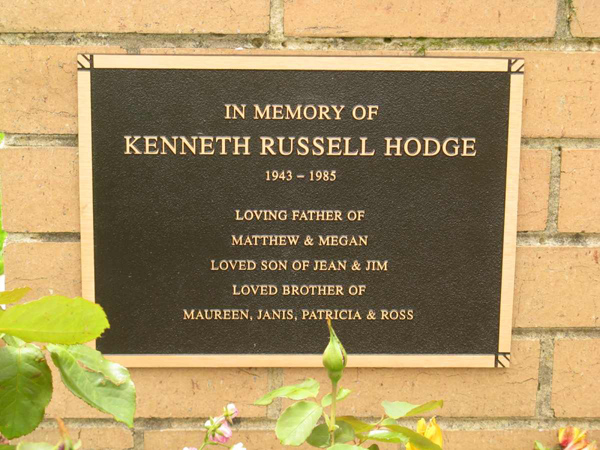 IN MEMORY OF
KENNETH RUSSELL HODGE
1943 – 1985
LOVING FATHER OF
MATTHEW & MEGAN
LOVED SON OF JEAN & JIM
LOVED BROTHER OF
MAUREEN, JANIS, PATRICIA & ROSS